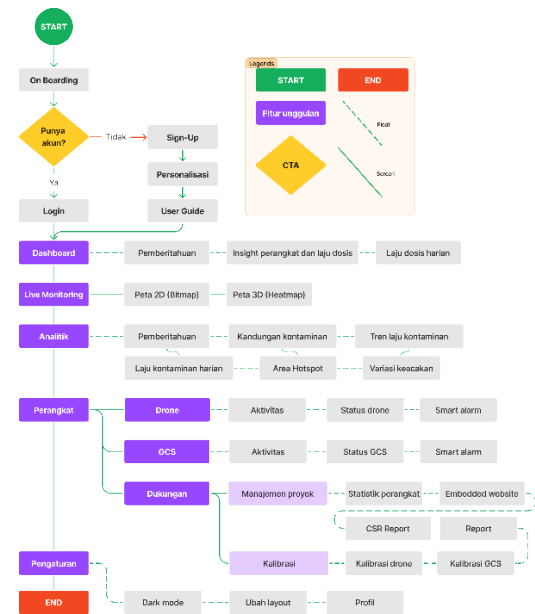 START
On Boarding
Punya
akun?
Tidak
Sign-Up
Personalisasi
Ya
Login
User Guide
Legends
START
END
Fitur unggulan
Float
CTA
Screen
Dashboard
Pemberitahuan
Insight perangkat dan laju dosis
Laju dosis harian
Live Monitoring
Peta 2D (Bitmap)
Peta 3D (Heatmap)
Analitik
Pemberitahuan
Kandungan kontaminan
Tren laju kontaminan
Laju kontaminan harian
Area Hotspot
Variasi keacakan
Perangkat
Drone
Aktivitas
Status drone
Smart alarm
GCS
Aktivitas
Status GCS
Smart alarm
Dukungan
Manajemen proyek
Statistik perangkat
Embedded website
CSR Report
Report
Pengaturan
Kalibrasi
Kalibrasi drone
Kalibrasi GCS
END
Dark mode
Ubah layout
Profil